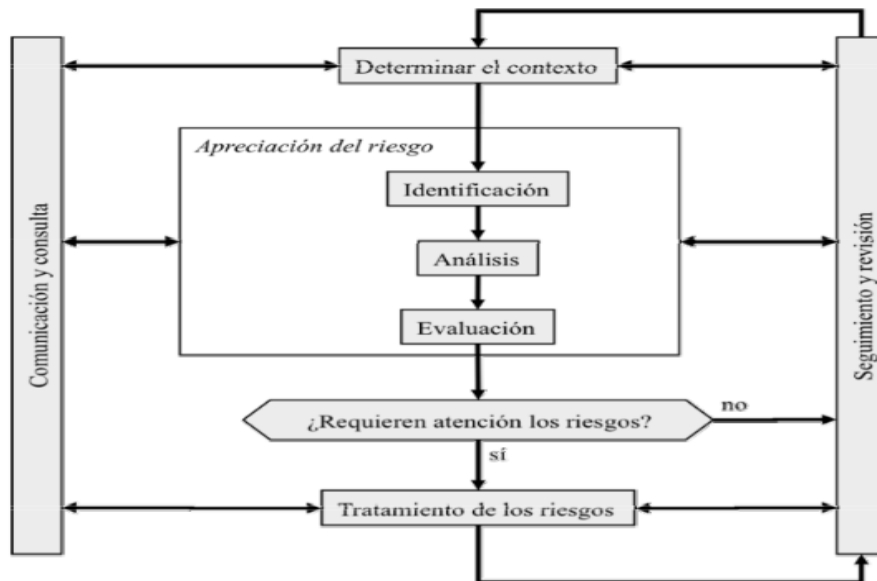 Determinar el contexto
Apreciación del riesgo
Identificación
Análisis
Evaluación
¿Requieren atención los riesgos?
no
sí
Tratamiento de los riesgos
Comunicación y consulta
Seguimiento y revisión